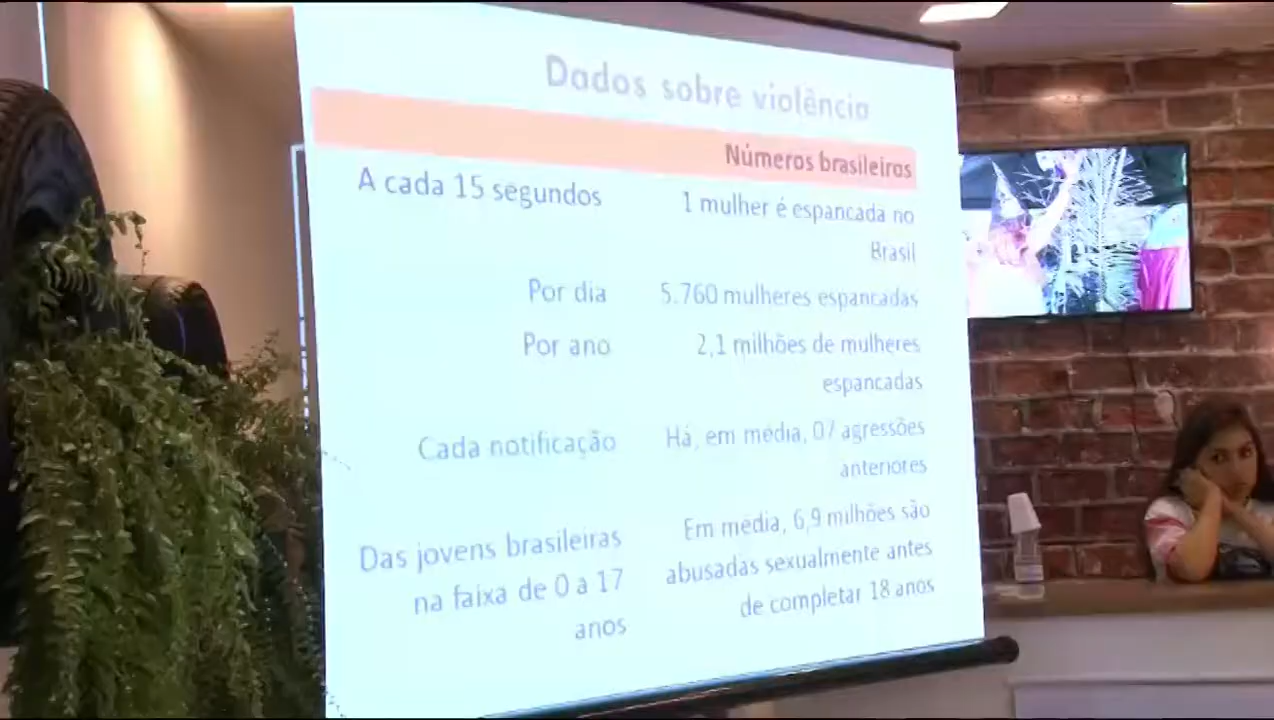 Dados sobre violência
Números brasileiros
A cada 15 segundos
1 mulher é espancada no
Brasil
Por dia
5.760 mulheres espancadas
Por ano
2,1 milhões de mulheres
espancadas
Cada notificação
Há, em média, 07 agressões
anteriores
Das jovens brasileiras
na faixa de 0 a 17
anos
Em média, 6,9 milhões são
abusadas sexualmente antes
de completar 18 anos